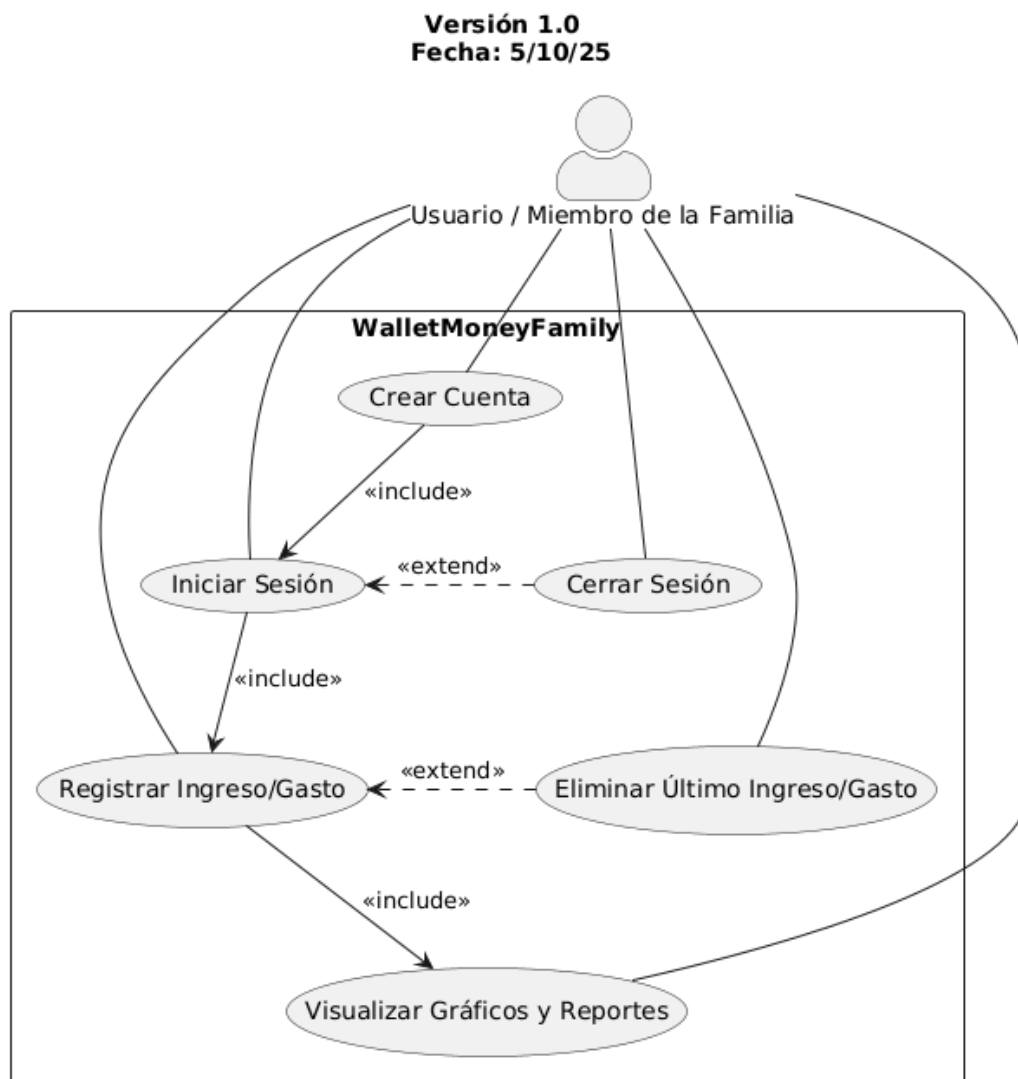 Versión 1.0
Fecha: 5/10/25
Usuario / Miembro de la Familia
WalletMoneyFamily
Crear Cuenta
«include»
Iniciar Sesión
«extend»
Cerrar Sesión
«include»
Registrar Ingreso/Gasto
«extend»
Eliminar Último Ingreso/Gasto
«include»
Visualizar Gráficos y Reportes